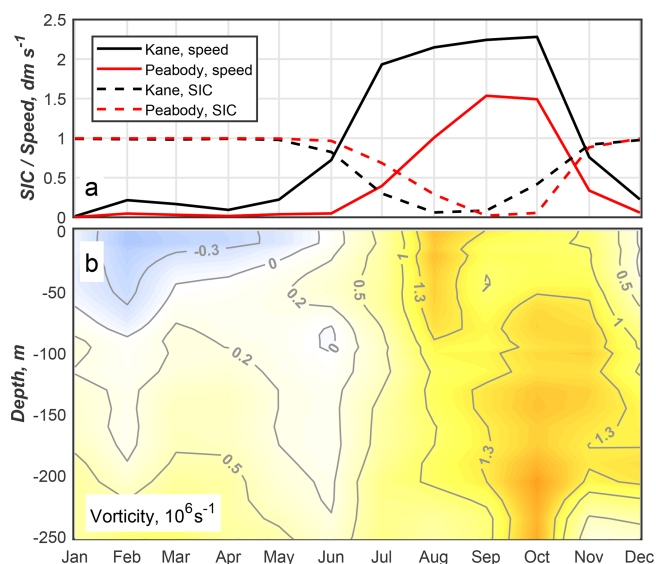 2.5
2
1.5
1
0.5
0
SIC / Speed, dm s-1
Kane, speed
Peabody, speed
Kane, SIC
Peabody, SIC
a
0
-50
-100
-150
-200
-250
Depth, m
b
-0.3
0
0.2
0.5
1
1.3
1
0.5
1
0
0.2
0.5
1.3
1.3
Vorticity, 10⁶s⁻¹
Jan Feb Mar Apr May Jun Jul Aug Sep Oct Nov Dec